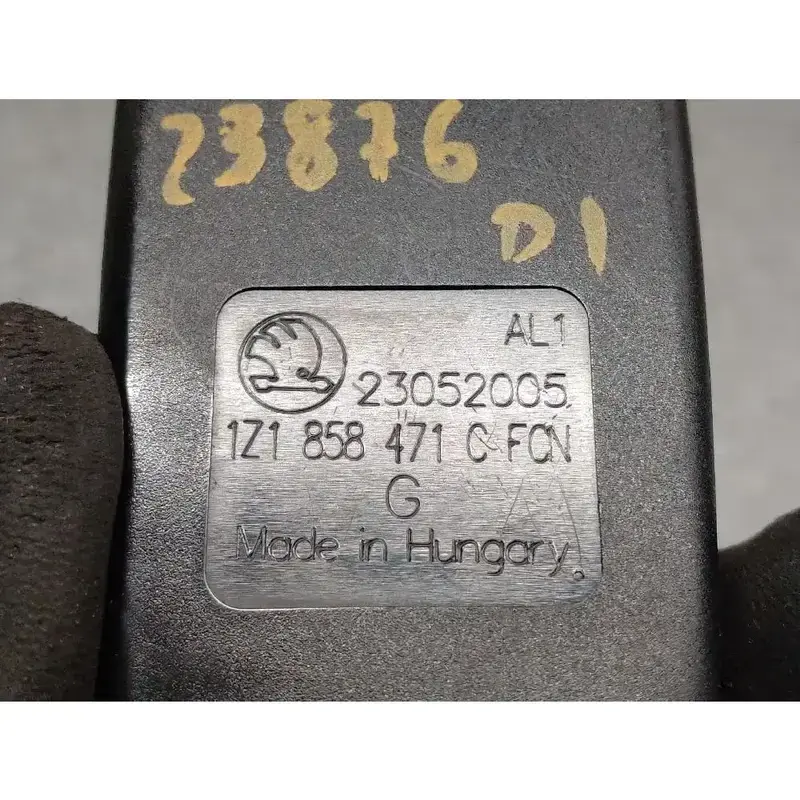 23876
D1
AL1
23052005
1Z1 858 471 C FCN
G
Made in Hungary